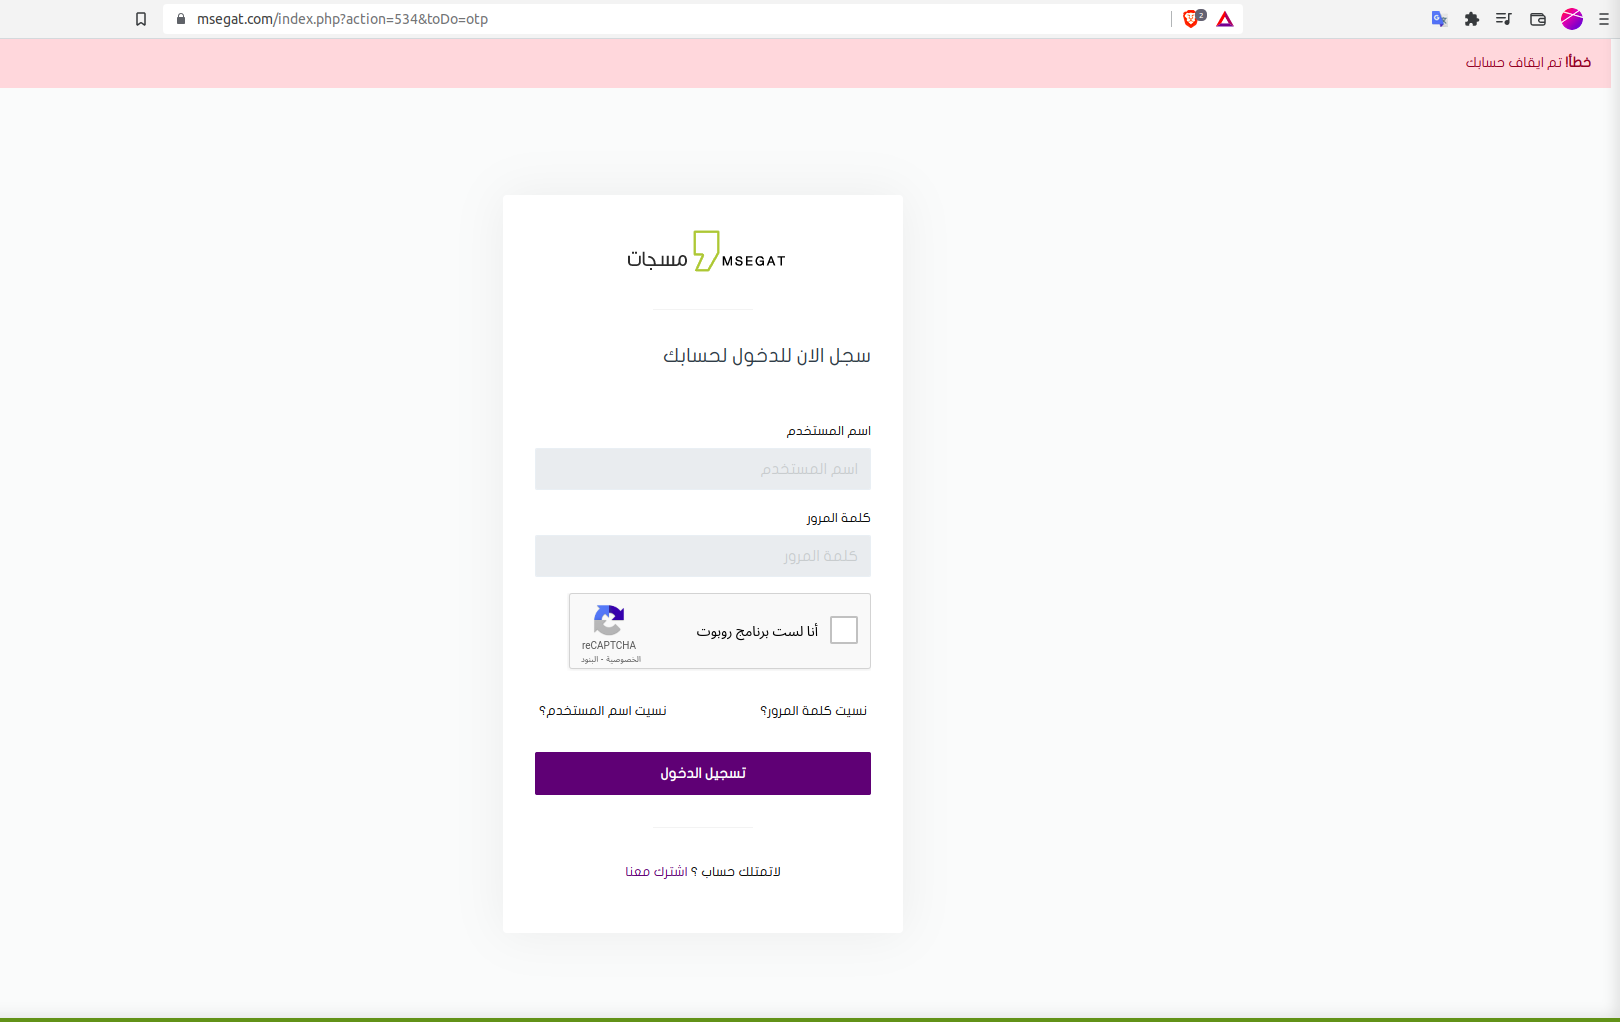 msegat.com/index.php?action=534&toDo=otp
2
خطأ! تم ايقاف حسابك
MSEGAT مسجات
سجل الان للدخول لحسابك
اسم المستخدم
اسم المستخدم
كلمة المرور
كلمة المرور
أنا لست برنامج روبوت
reCAPTCHA
الخصوصية - البنود
نسيت كلمة المرور؟
نسيت اسم المستخدم؟
تسجيل الدخول
لاتمتلك حساب ؟ اشترك معنا